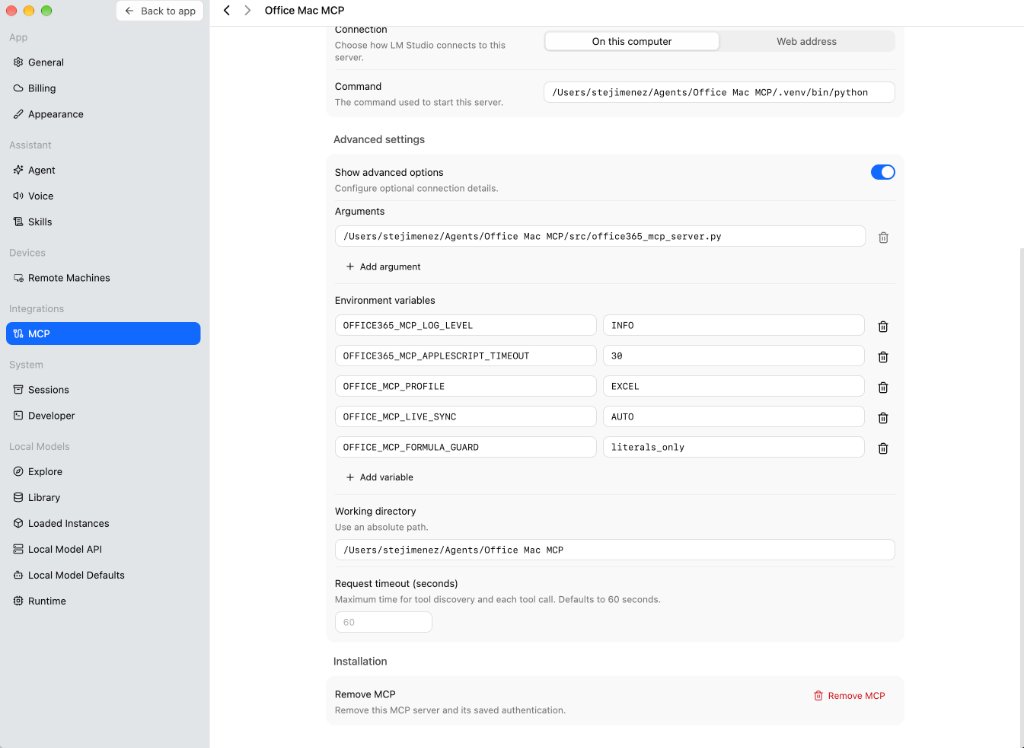 Back to app
Office Mac MCP
App
General
Billing
Appearance
Assistant
Agent
Voice
Skills
Devices
Remote Machines
Integrations
MCP
System
Sessions
Developer
Local Models
Explore
Library
Loaded Instances
Local Model API
Local Model Defaults
Runtime
Connection
Choose how LM Studio connects to this
server.
On this computer
Web address
Command
The command used to start this server.
/Users/stejimenez/Agents/Office Mac MCP/.venv/bin/python
Advanced settings
Show advanced options
Configure optional connection details.
Arguments
/Users/stejimenez/Agents/Office Mac MCP/src/office365_mcp_server.py
+ Add argument
Environment variables
OFFICE365_MCP_LOG_LEVEL INFO
OFFICE365_MCP_APPLESCRIPT_TIMEOUT 30
OFFICE_MCP_PROFILE EXCEL
OFFICE_MCP_LIVE_SYNC AUTO
OFFICE_MCP_FORMULA_GUARD literals_only
+ Add variable
Working directory
Use an absolute path.
/Users/stejimenez/Agents/Office Mac MCP
Request timeout (seconds)
Maximum time for tool discovery and each tool call. Defaults to 60 seconds.
60
Installation
Remove MCP
Remove this MCP server and its saved authentication.
Remove MCP